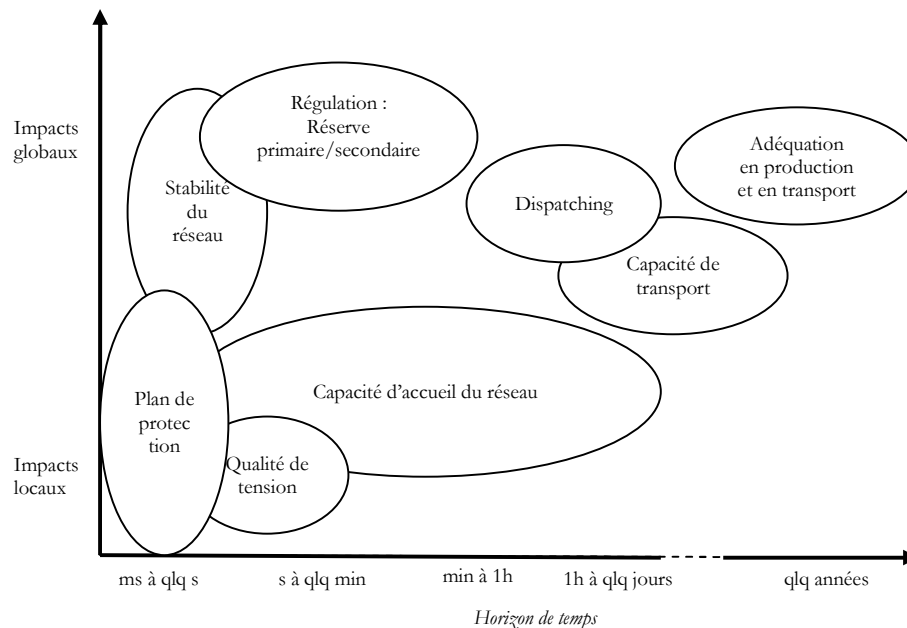 Impacts
globaux
Régulation :
Réserve
primaire/secondaire
Stabilité
du
réseau
Adéquation
en production
et en transport
Dispatching
Capacité de
transport
Plan de
protec
tion
Capacité d’accueil du réseau
Qualité de
tension
Impacts
locaux
ms à qlq s
s à qlq min
min à 1h
1h à qlq jours
qlq années
Horizon de temps